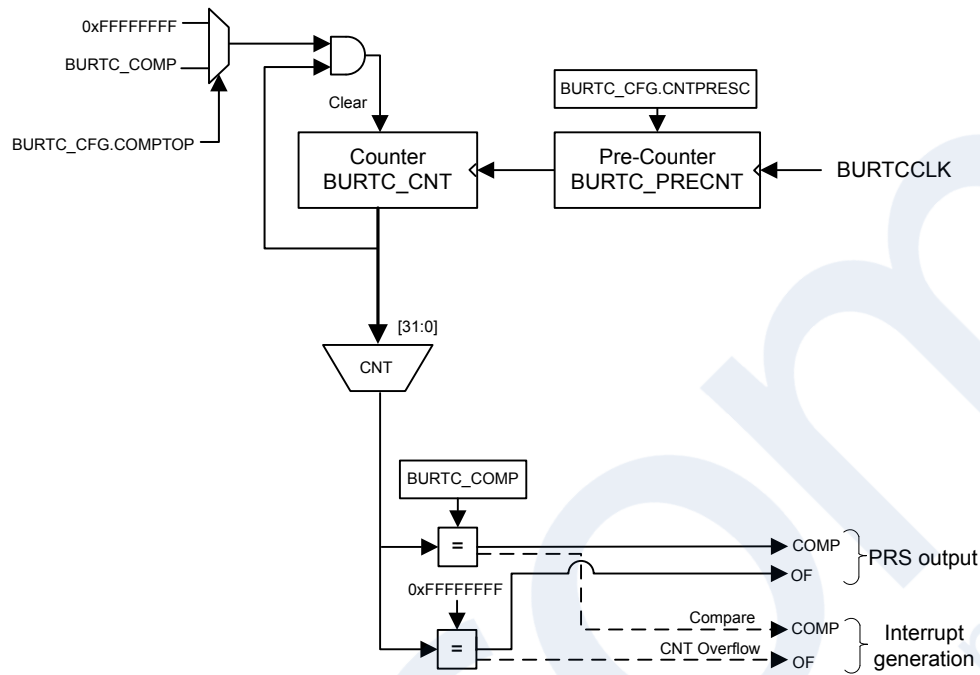 0xFFFFFFFF
BURTC_COMP
BURTC_CFG.COMPTOP
Clear
BURTC_CFG.CNTPRESC
Counter
BURTC_CNT
Pre-Counter
BURTC_PRECNT
BURTCCLK
[31:0]
CNT
BURTC_COMP
=
COMP
OF
PRS output
0xFFFFFFFF
=
Compare
COMP
CNT Overflow
OF
Interrupt
generation